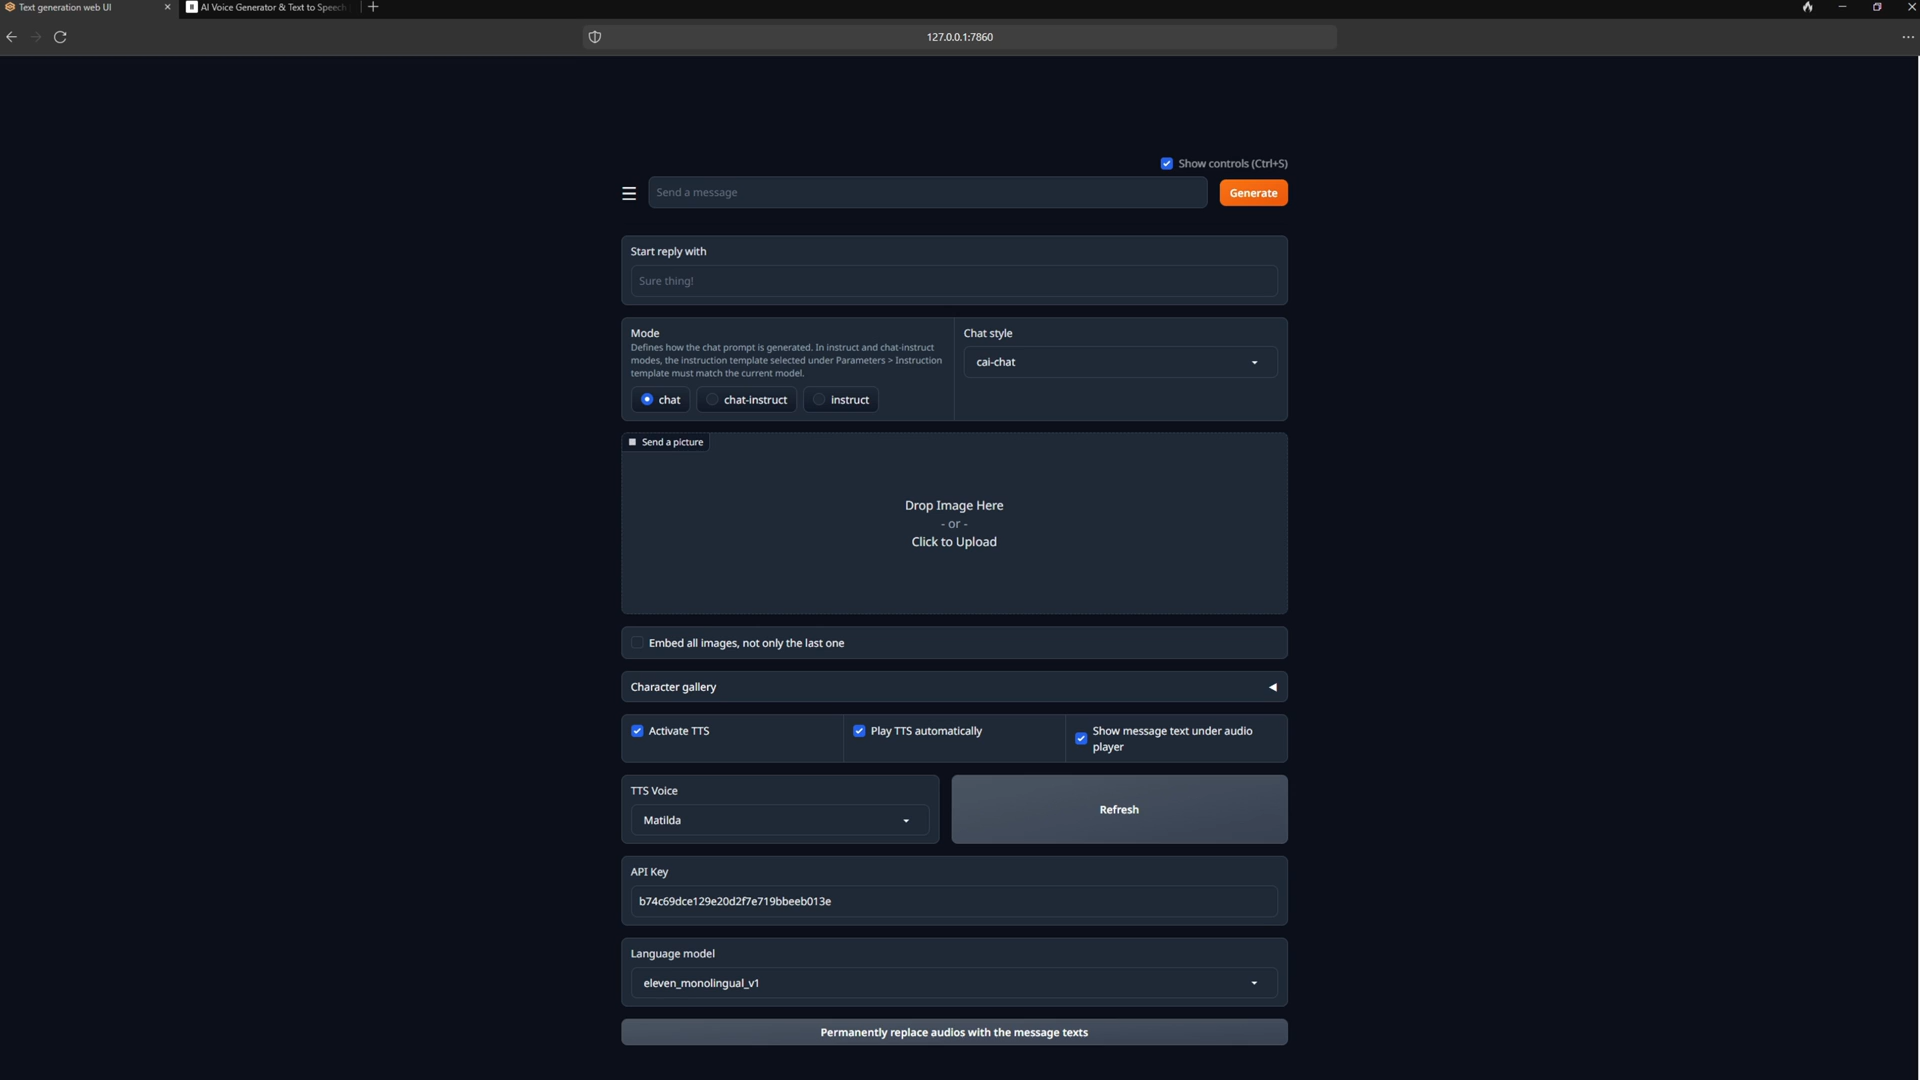 Text generation web UI
AI Voice Generator & Text to Speech
127.0.0.1:7860
Show controls (Ctrl+S)
Send a message
Generate
Start reply with
Sure thing!
Mode
Defines how the chat prompt is generated. In instruct and chat-instruct
modes, the instruction template selected under Parameters > Instruction
template must match the current model.
chat
chat-instruct
instruct
Chat style
cai-chat
Send a picture
Drop Image Here
- or -
Click to Upload
Embed all images, not only the last one
Character gallery
Activate TTS
Play TTS automatically
Show message text under audio
player
TTS Voice
Matilda
Refresh
API Key
b74c69dce129e20d2f7e719bbeeb013e
Language model
eleven_monolingual_v1
Permanently replace audios with the message texts